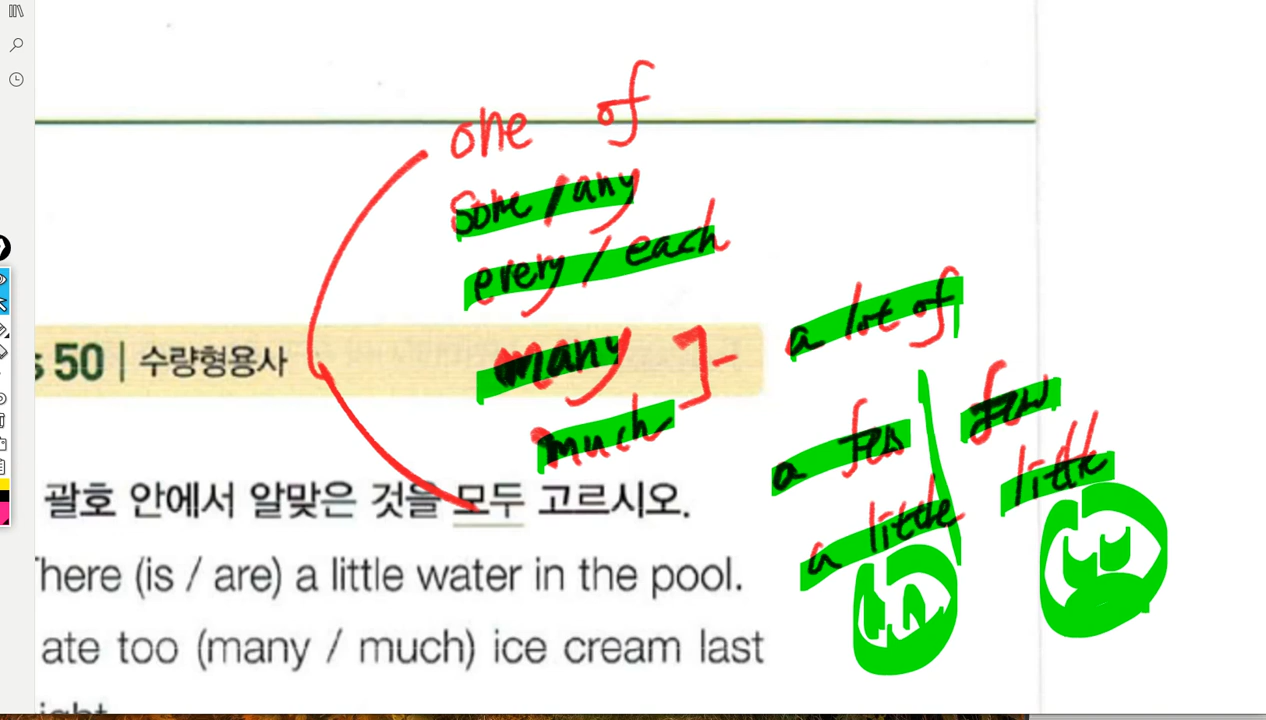 one of
some / any
every / each
a lot of
s 50 | 수량형용사
many
few
much
a few
little
괄호 안에서 알맞은 것을 모두 고르시오.
a little
here (is / are) a little water in the pool.
ate too (many / much) ice cream last